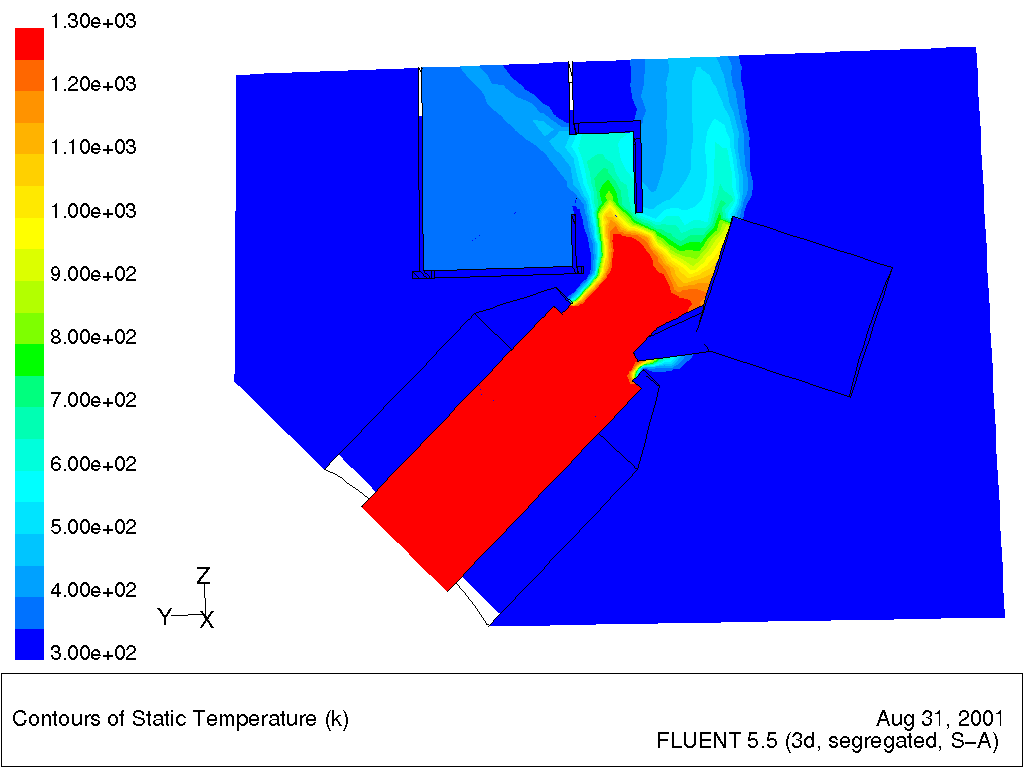 1.30e+03
1.20e+03
1.10e+03
1.00e+03
9.00e+02
8.00e+02
7.00e+02
6.00e+02
5.00e+02
4.00e+02
3.00e+02
Z
Y X
Contours of Static Temperature (k)
Aug 31, 2001
FLUENT 5.5 (3d, segregated, S-A)